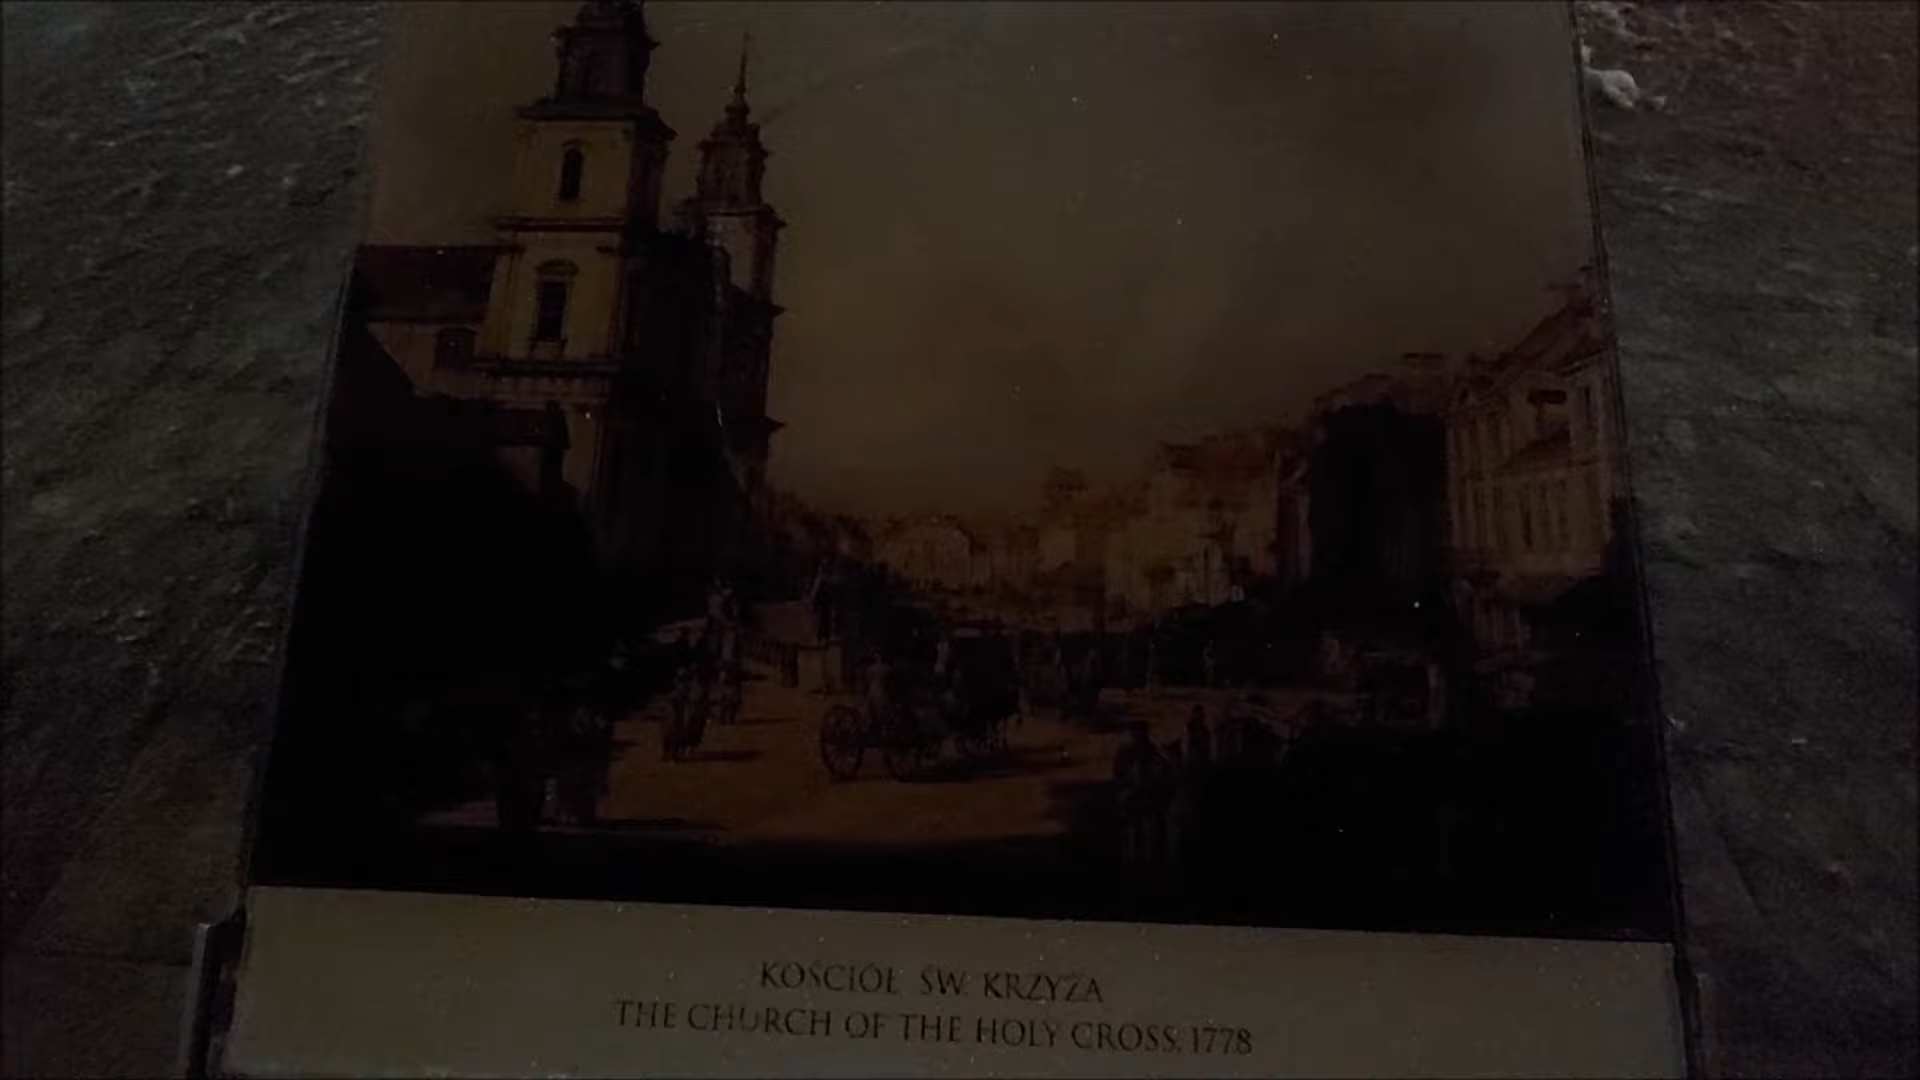 KOŚCIÓŁ ŚW. KRZYŻA
THE CHURCH OF THE HOLY CROSS, 1778